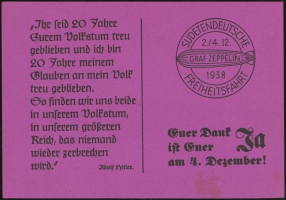 „Ihr seid 20 Jahre
Eurem Volkstum treu
geblieben und ich bin
20 Jahre meinem
Glauben an mein Volk
treu geblieben.
So finden wir uns beide
in unserem Volkstum,
in unserem größeren
Reich, das niemand
wieder zerbrechen
wird.“ Adolf Hitler.
SUDETENDEUTSCHE
2./4. 12.
GRAF ZEPPELIN
1938
FREIHEITSFAHRT
Euer Dank
ist Euer Ja
am 4. Dezember!